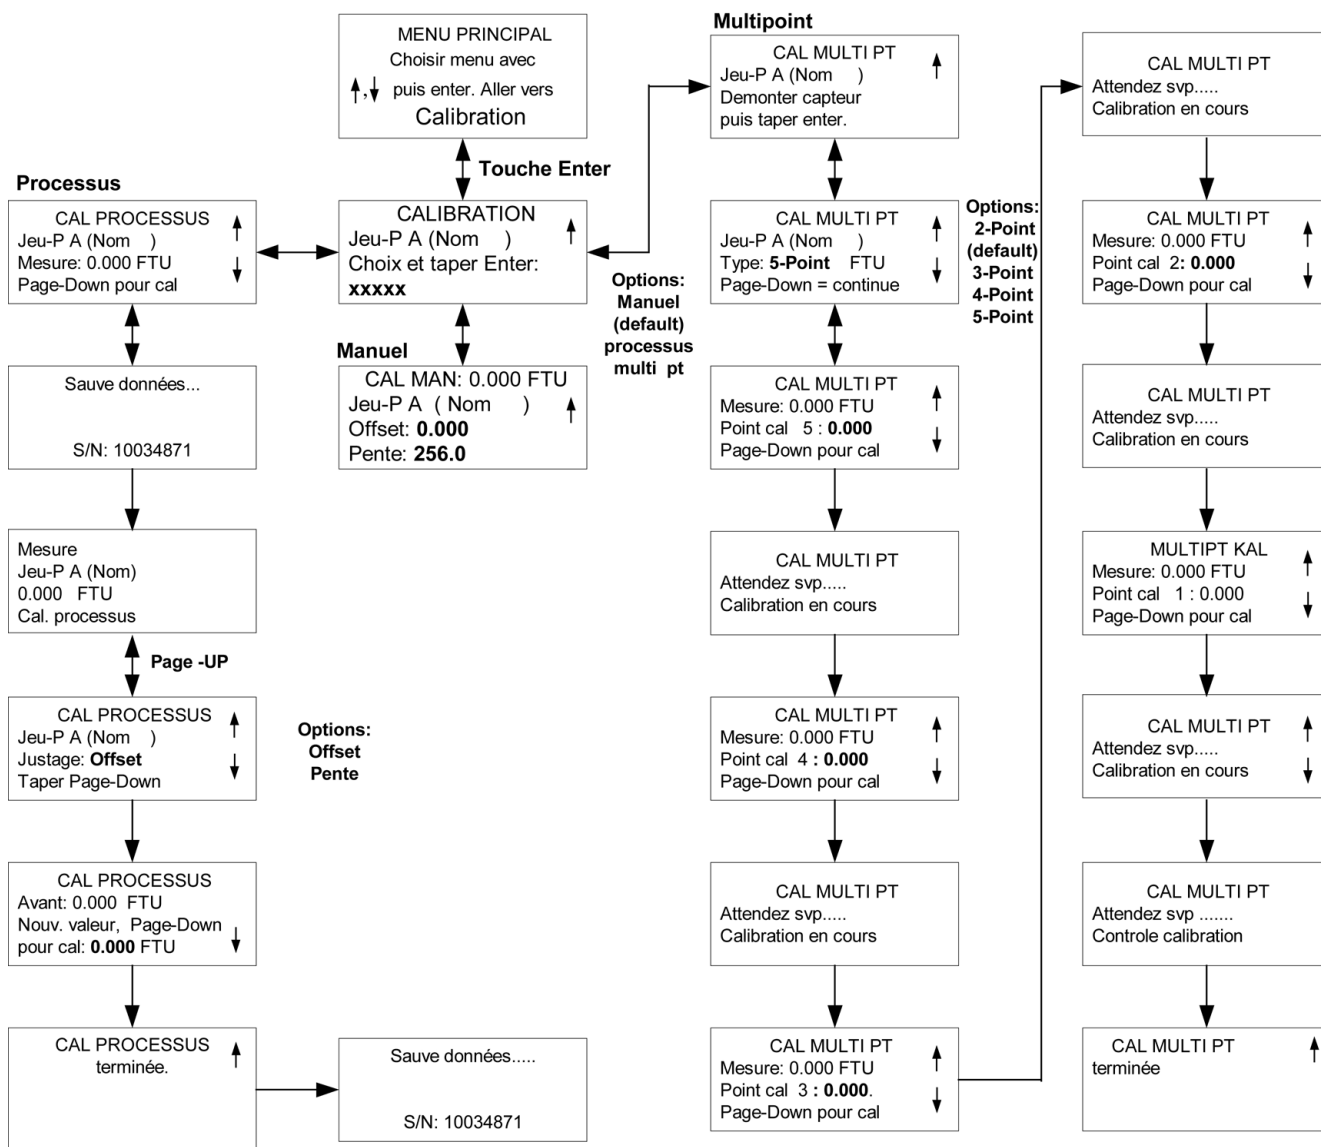 MENU PRINCIPAL
Choisir menu avec
↑,↓ puis enter. Aller vers
Calibration
Touche Enter
Processus
CAL PROCESSUS
Jeu-P A (Nom )
Mesure: 0.000 FTU
Page-Down pour cal
Sauve données...
S/N: 10034871
Mesure
Jeu-P A (Nom)
0.000 FTU
Cal. processus
Page -UP
CAL PROCESSUS
Jeu-P A (Nom )
Justage: Offset
Taper Page-Down
Options:
Offset
Pente
CAL PROCESSUS
Avant: 0.000 FTU
Nouv. valeur, Page-Down
pour cal: 0.000 FTU
CAL PROCESSUS
terminée.
Sauve données.....
S/N: 10034871
CALIBRATION
Jeu-P A (Nom )
Choix et taper Enter:
xxxxx
Manuel
CAL MAN: 0.000 FTU
Jeu-P A ( Nom )
Offset: 0.000
Pente: 256.0
Options:
Manuel
(default)
processus
multi pt
Multipoint
CAL MULTI PT
Jeu-P A (Nom )
Demonter capteur
puis taper enter.
CAL MULTI PT
Jeu-P A (Nom )
Type: 5-Point FTU
Page-Down = continue
Options:
2-Point
(default)
3-Point
4-Point
5-Point
CAL MULTI PT
Mesure: 0.000 FTU
Point cal 5 : 0.000
Page-Down pour cal
CAL MULTI PT
Attendez svp.....
Calibration en cours
CAL MULTI PT
Mesure: 0.000 FTU
Point cal 4 : 0.000
Page-Down pour cal
CAL MULTI PT
Attendez svp.....
Calibration en cours
CAL MULTI PT
Mesure: 0.000 FTU
Point cal 3 : 0.000.
Page-Down pour cal
CAL MULTI PT
Attendez svp.....
Calibration en cours
CAL MULTI PT
Mesure: 0.000 FTU
Point cal 2: 0.000
Page-Down pour cal
CAL MULTI PT
Attendez svp.....
Calibration en cours
MULTIPT KAL
Mesure: 0.000 FTU
Point cal 1 : 0.000
Page-Down pour cal
CAL MULTI PT
Attendez svp.....
Calibration en cours
CAL MULTI PT
Attendez svp .......
Controle calibration
CAL MULTI PT
terminée